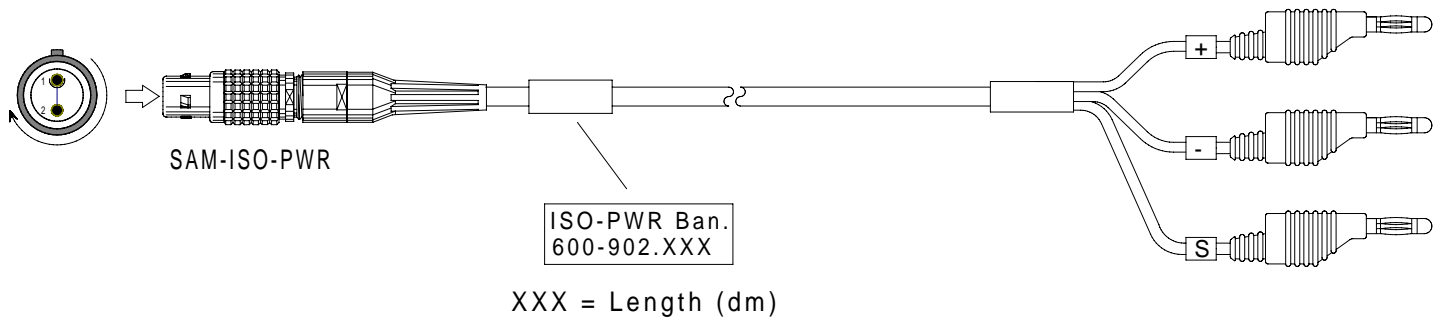 1
2
SAM-ISO-PWR
ISO-PWR Ban.
600-902.XXX
XXX = Length (dm)
+
-
S